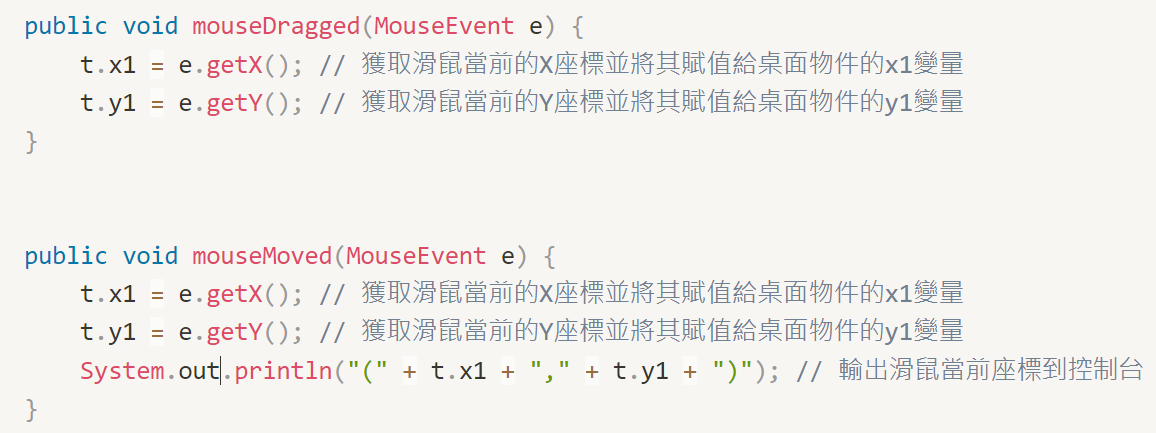 public void mouseDragged(MouseEvent e) {
    t.x1 = e.getX(); // 獲取滑鼠當前的X座標並將其賦值給桌面物件的x1變量
    t.y1 = e.getY(); // 獲取滑鼠當前的Y座標並將其賦值給桌面物件的y1變量
}
public void mouseMoved(MouseEvent e) {
    t.x1 = e.getX(); // 獲取滑鼠當前的X座標並將其賦值給桌面物件的x1變量
    t.y1 = e.getY(); // 獲取滑鼠當前的Y座標並將其賦值給桌面物件的y1變量
    System.out.println("(" + t.x1 + "," + t.y1 + ")"); // 輸出滑鼠當前座標到控制台
}